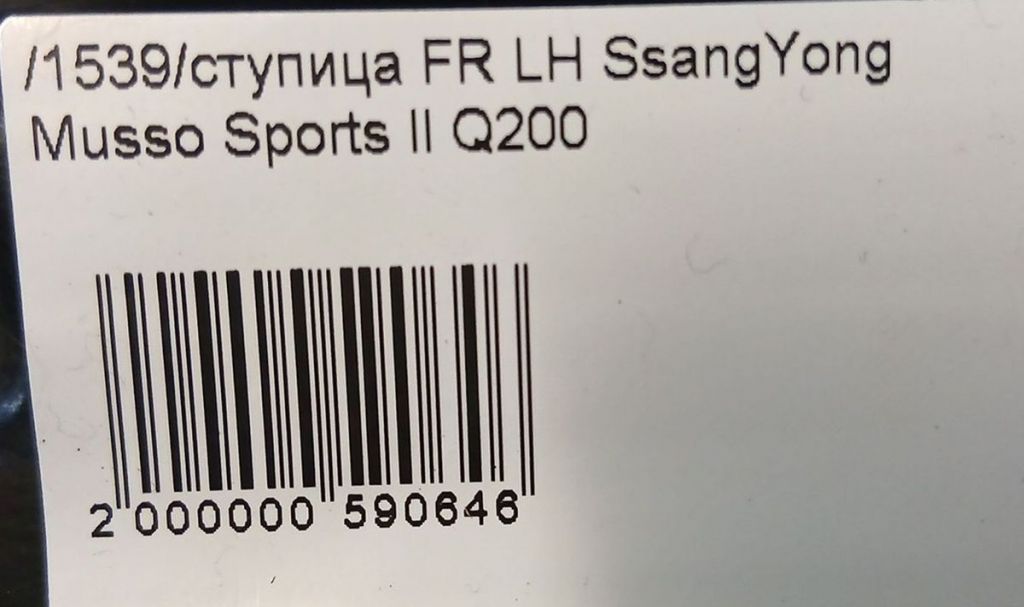 /1539/ступица FR LH SsangYong
Musso Sports II Q200
2 000000 590646